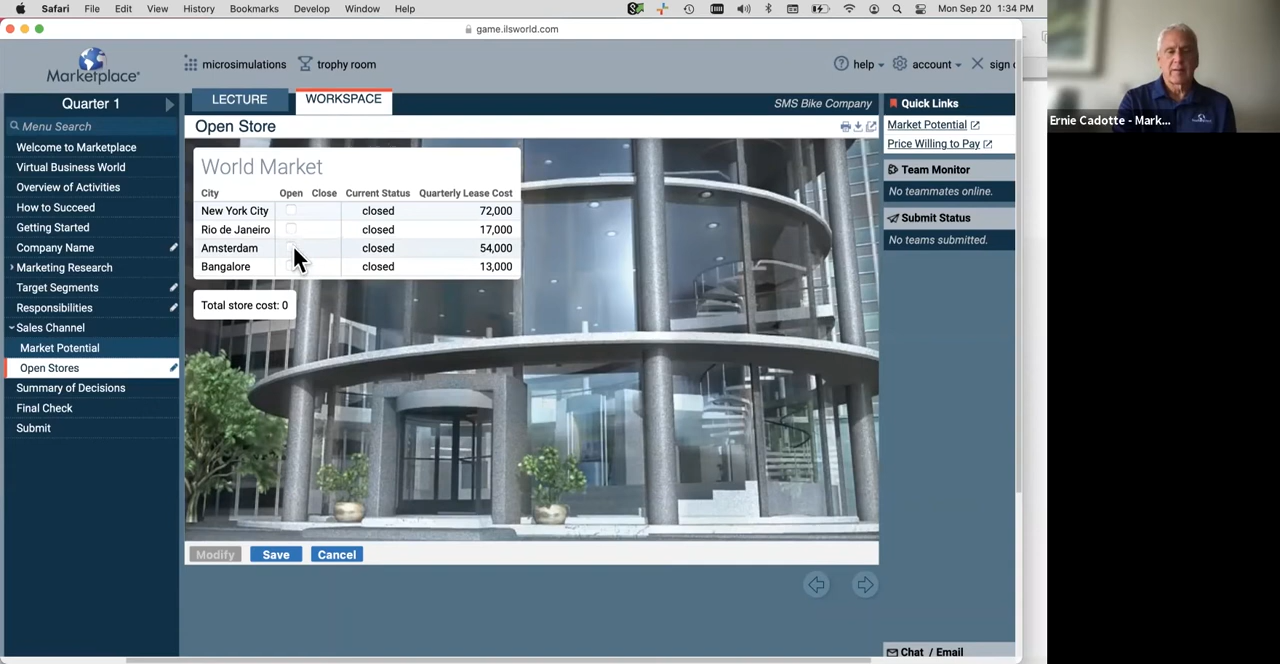 Safari File Edit View History Bookmarks Develop Window Help Mon Sep 20 1:34 PM
game.ilsworld.com
Marketplace®
microsimulations trophy room help account sign
Quarter 1
Menu Search
Welcome to Marketplace
Virtual Business World
Overview of Activities
How to Succeed
Getting Started
Company Name
Marketing Research
Target Segments
Responsibilities
Sales Channel
Market Potential
Open Stores
Summary of Decisions
Final Check
Submit
LECTURE WORKSPACE SMS Bike Company
Open Store
World Market
City Open Close Current Status Quarterly Lease Cost
New York City closed 72,000
Rio de Janeiro closed 17,000
Amsterdam closed 54,000
Bangalore closed 13,000
Total store cost: 0
Modify Save Cancel
Quick Links
Market Potential
Price Willing to Pay
Team Monitor
No teammates online.
Submit Status
No teams submitted.
Chat / Email
Ernie Cadotte - Mark...